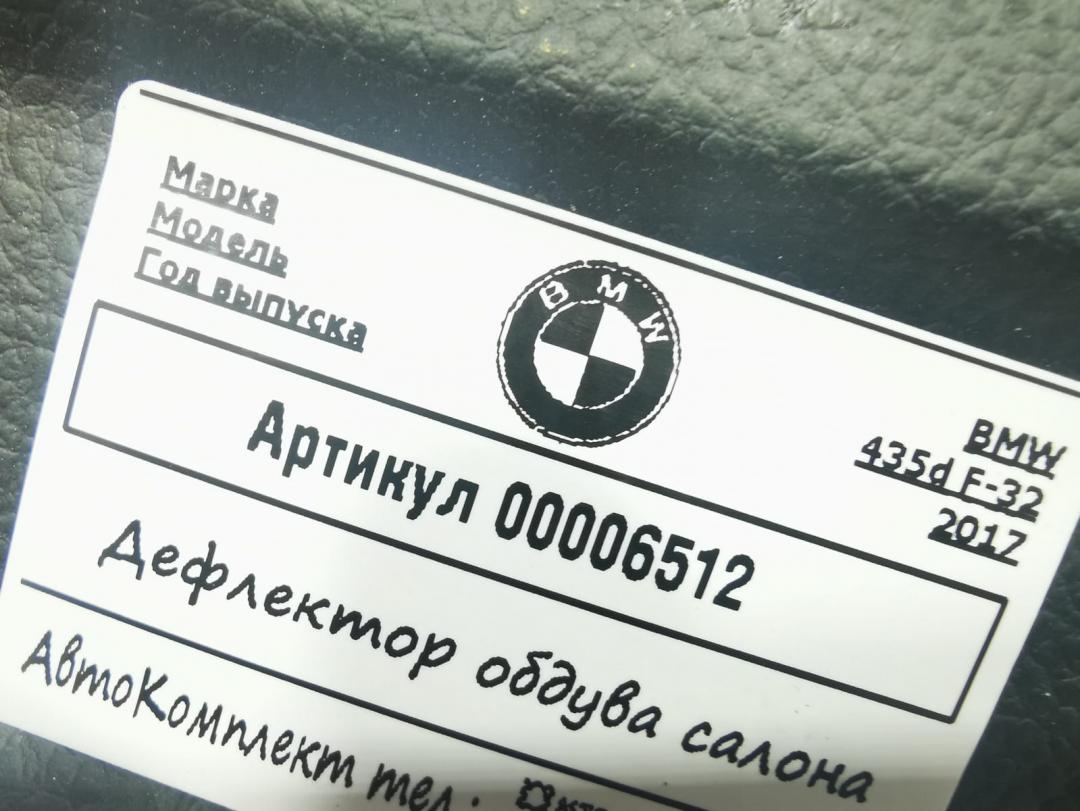 Марка
Модель
Год выпуска
BMW
BMW
435d F-32
2017
Артикул 00006512
Дефлектор обдува салона
АвтоКомплект тел.